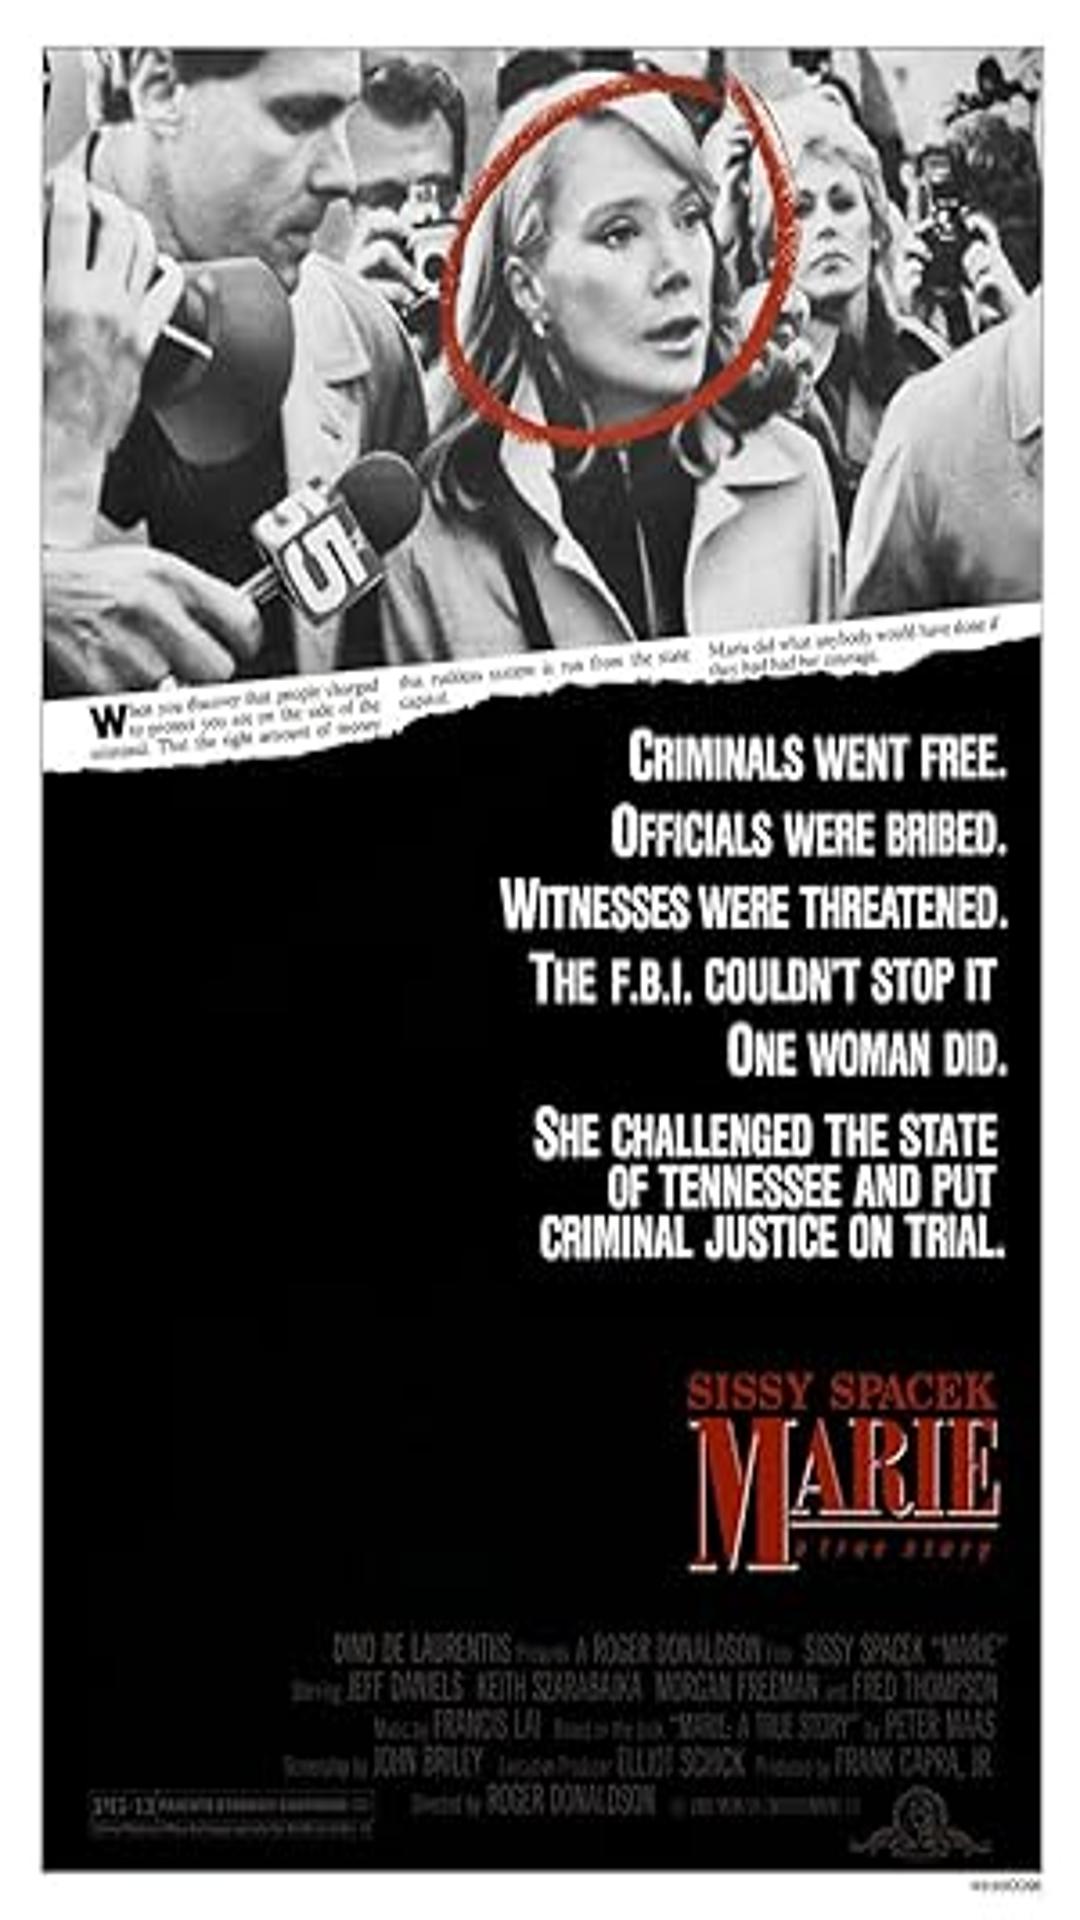 5
When you discover that people charged
to protect you are on the side of the
criminal. That the right amount of money
this ruthless system is run from the state
capitol.
Marie did what anybody would have done if
they had had her courage.
CRIMINALS WENT FREE.
OFFICIALS WERE BRIBED.
WITNESSES WERE THREATENED.
THE F.B.I. COULDN'T STOP IT
ONE WOMAN DID.
SHE CHALLENGED THE STATE
OF TENNESSEE AND PUT
CRIMINAL JUSTICE ON TRIAL.
SISSY SPACEK
MARIE
a true story
DINO DE LAURENTIIS Presents A ROGER DONALDSON Film SISSY SPACEK "MARIE"
Starring JEFF DANIELS KEITH SZARABAJKA MORGAN FREEMAN and FRED THOMPSON
Music by FRANCIS LAI Based on the book "MARIE: A TRUE STORY" by PETER MAAS
Screenplay by JOHN BRILEY Executive Producer ELLIOT SCHICK Produced by FRANK CAPRA, JR.
Directed by ROGER DONALDSON